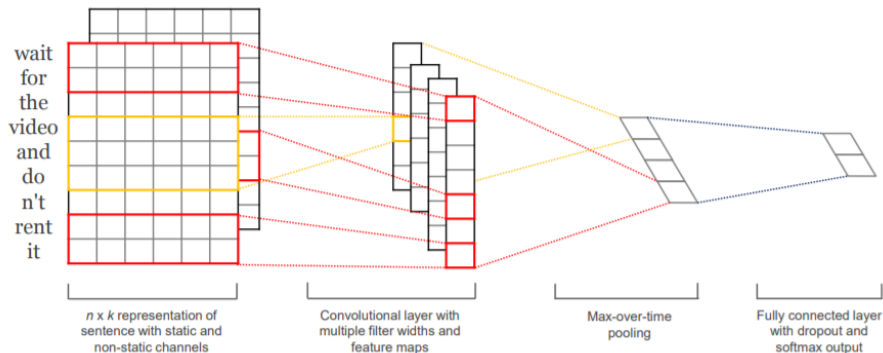 wait
for
the
video
and
do
n't
rent
it
n x k representation of
sentence with static and
non-static channels
Convolutional layer with
multiple filter widths and
feature maps
Max-over-time
pooling
Fully connected layer
with dropout and
softmax output